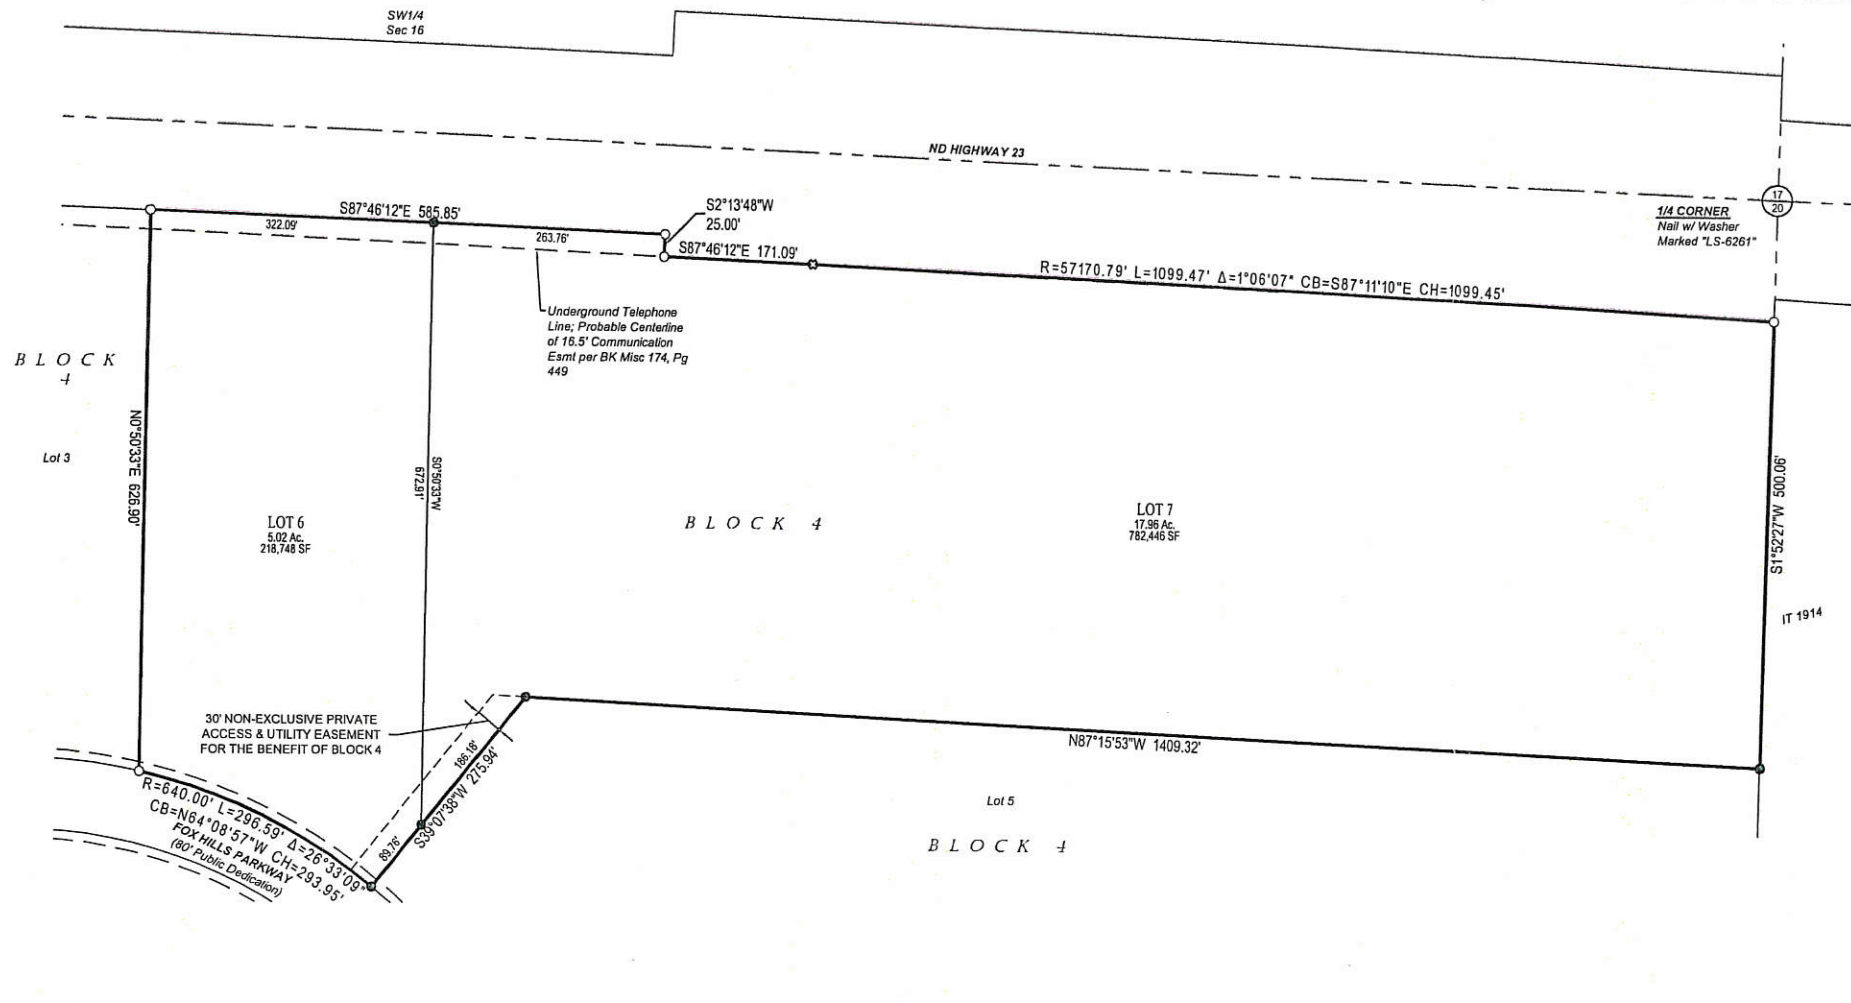 SW1/4
Sec 16
ND HIGHWAY 23
17
20
1/4 CORNER
Nail w/ Washer
Marked "LS-6261"
S87°46'12"E 585.85'
322.09'
263.76'
S2°13'48"W
25.00'
S87°46'12"E 171.09'
R=57170.79' L=1099.47' Δ=1°06'07" CB=S87°11'10"E CH=1099.45'
Underground Telephone
Line; Probable Centerline
of 16.5' Communication
Esmt per BK Misc 174, Pg
449
BLOCK
4
Lot 3
N0°50'33"E 626.90'
S0°50'33"W
672.91'
LOT 6
5.02 Ac.
218,748 SF
BLOCK 4
LOT 7
17.96 Ac.
782,446 SF
S1°52'27"W 500.06'
IT 1914
30' NON-EXCLUSIVE PRIVATE
ACCESS & UTILITY EASEMENT
FOR THE BENEFIT OF BLOCK 4
186.18'
S39°07'38"W 275.94'
89.76'
N87°15'53"W 1409.32'
Lot 5
BLOCK 4
R=640.00' L=296.59' Δ=26°33'09"
CB=N64°08'57"W CH=293.95'
FOX HILLS PARKWAY
(80' Public Dedication)